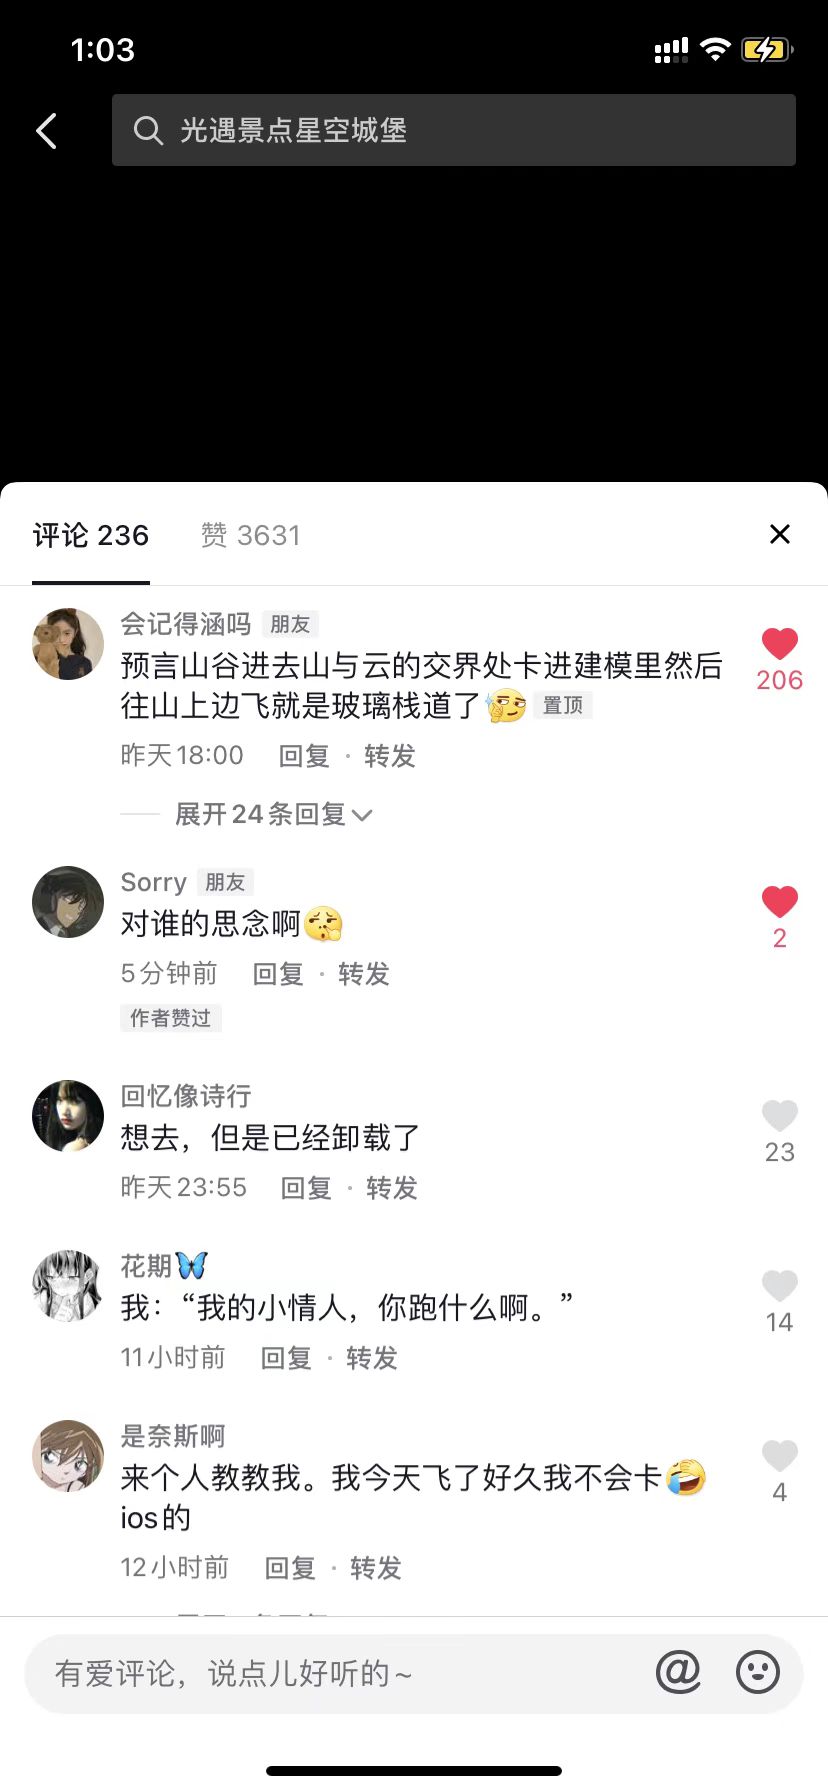 1:03
光遇景点星空城堡
评论 236 赞 3631
会记得涵吗 朋友
预言山谷进去山与云的交界处卡进建模里然后
往山上边飞就是玻璃栈道了 置顶
206
昨天18:00 回复 · 转发
展开24条回复
Sorry 朋友
对谁的思念啊
2
5分钟前 回复 · 转发
作者赞过
回忆像诗行
想去，但是已经卸载了
23
昨天23:55 回复 · 转发
花期🦋
我：“我的小情人，你跑什么啊。”
14
11小时前 回复 · 转发
是奈斯啊
来个人教教我。我今天飞了好久我不会卡🤣
ios的
4
12小时前 回复 · 转发
有爱评论，说点儿好听的~
@